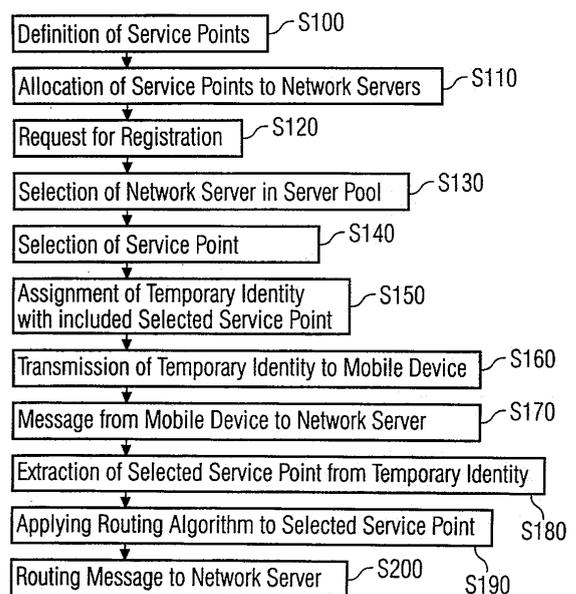 Definition of Service Points S100
Allocation of Service Points to Network Servers S110
Request for Registration S120
Selection of Network Server in Server Pool S130
Selection of Service Point S140
Assignment of Temporary Identity
with included Selected Service Point S150
Transmission of Temporary Identity to Mobile Device S160
Message from Mobile Device to Network Server S170
Extraction of Selected Service Point from Temporary Identity
S180
Applying Routing Algorithm to Selected Service Point
S190
Routing Message to Network Server S200